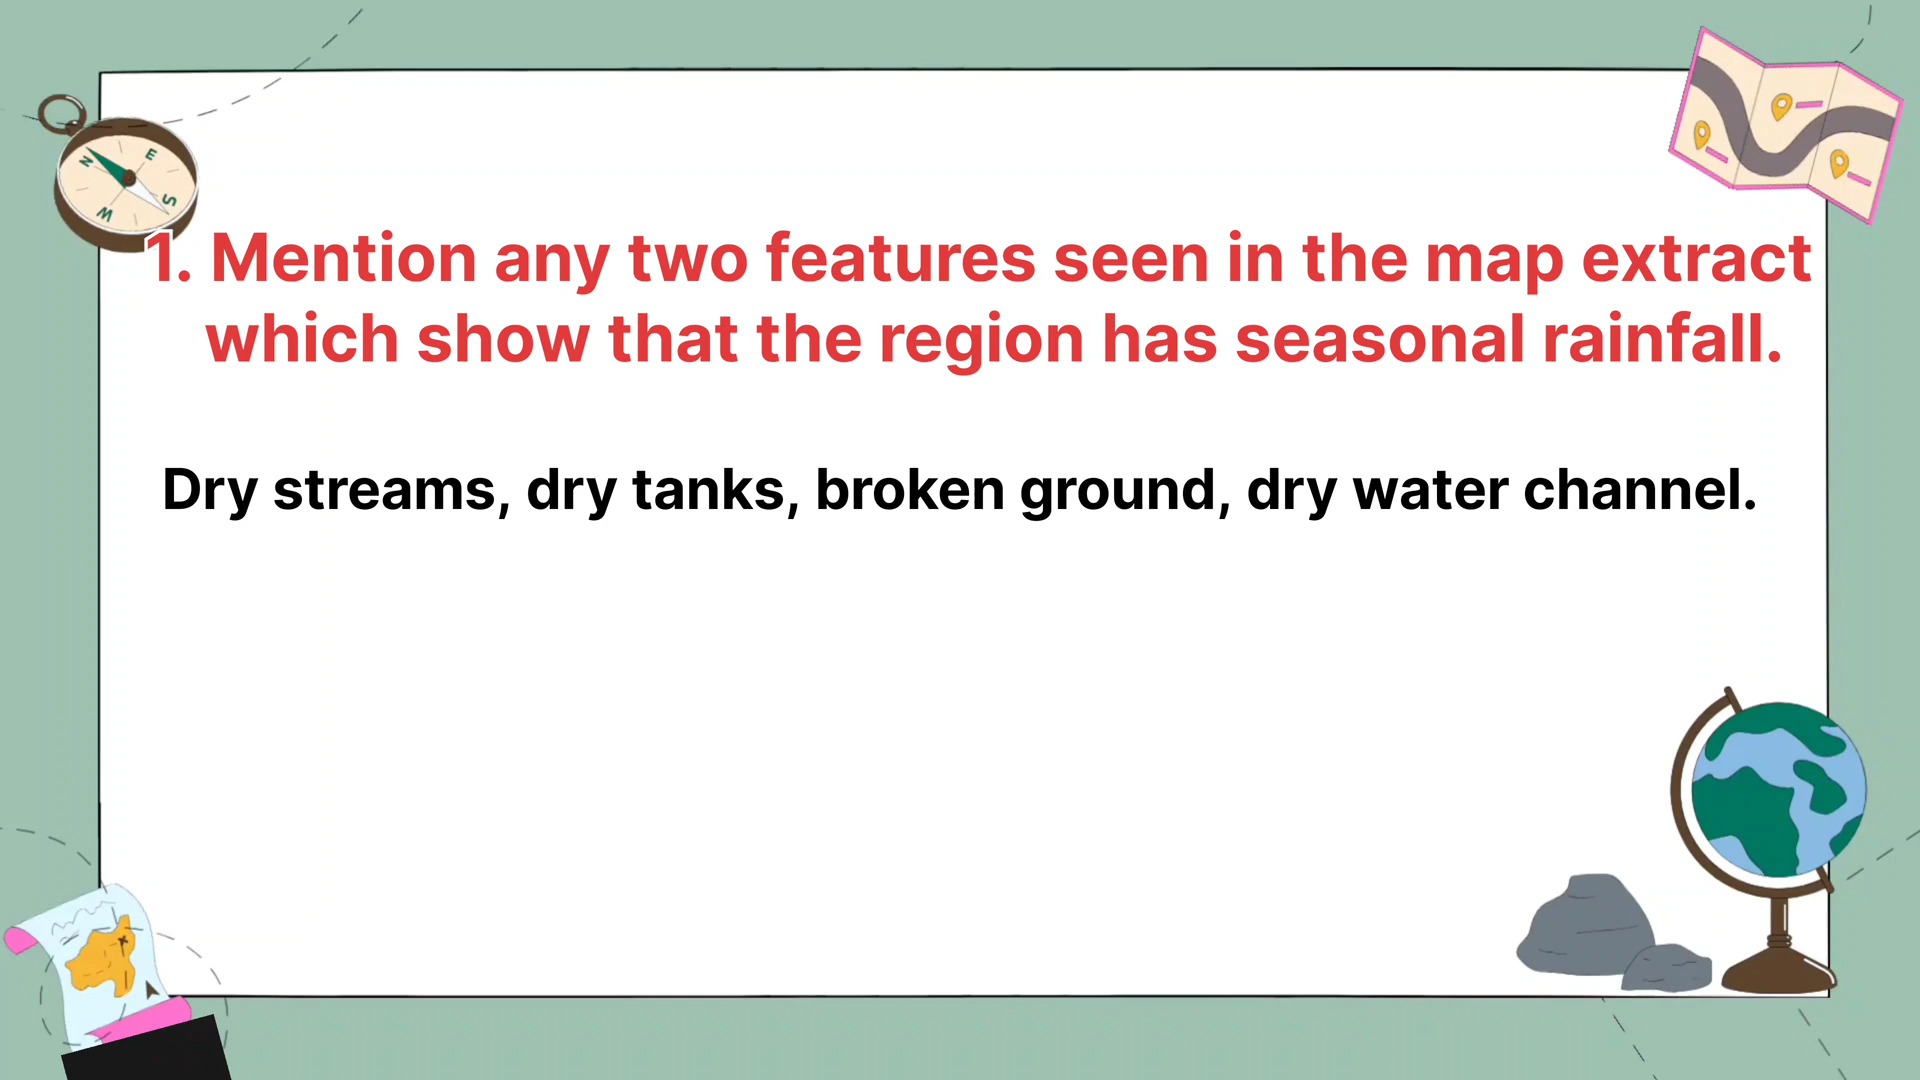 N
E
W
S
1. Mention any two features seen in the map extract
which show that the region has seasonal rainfall.
Dry streams, dry tanks, broken ground, dry water channel.